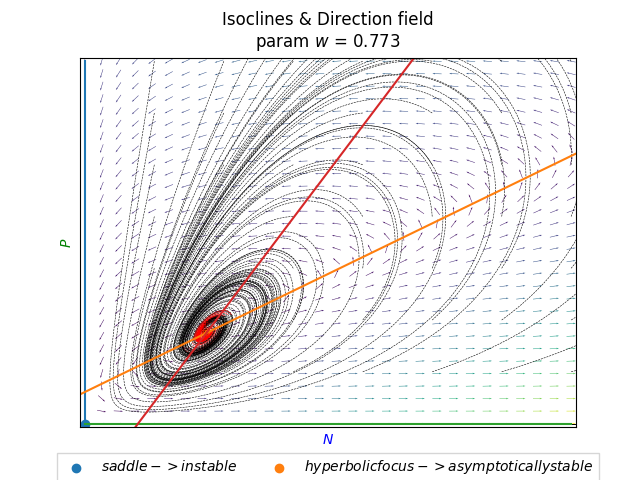 Isoclines & Direction field
param w = 0.773
P
N
saddle−>instable
hyperbolicfocus−>asymptoticallystable